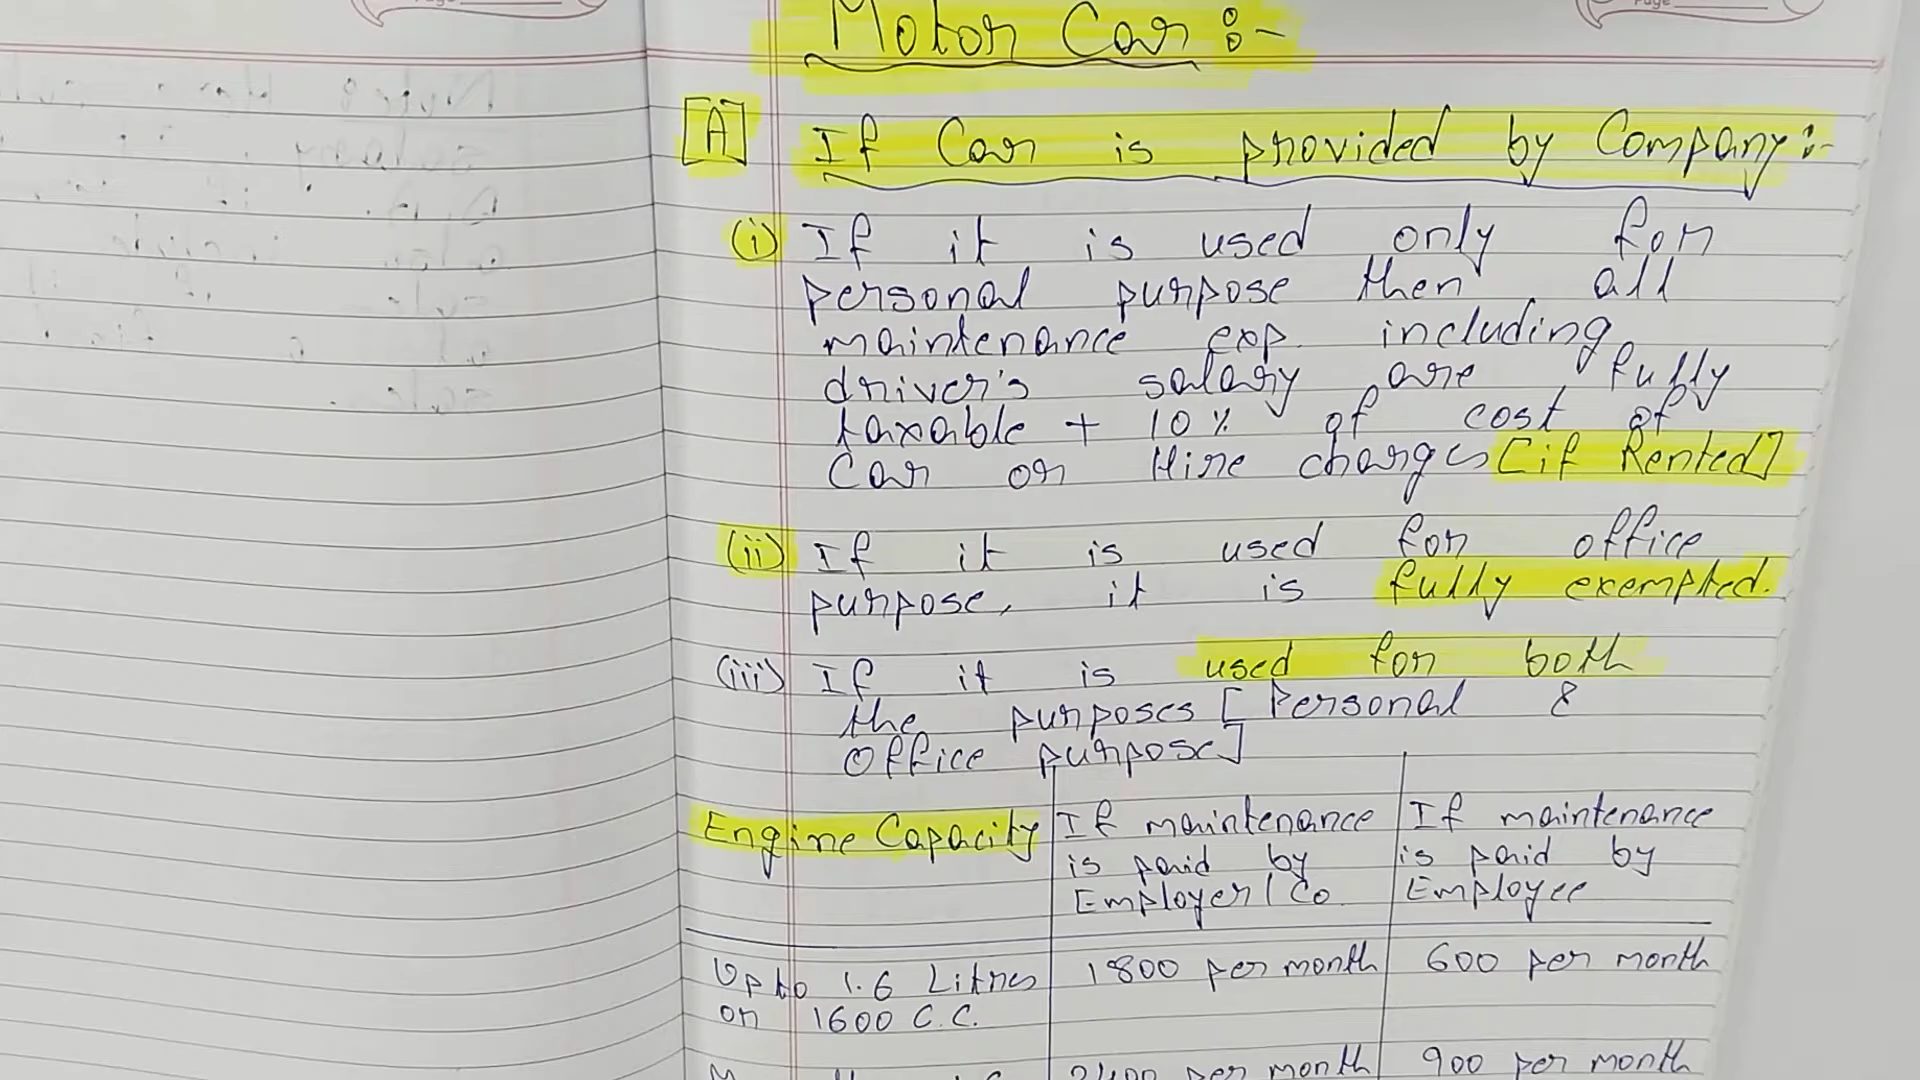 Motor Car :-
[A] If Car is provided by Company:-
(i) If it is used only for
personal purpose then all
maintenance exp. including
driver's salary are fully
taxable + 10% of cost of
Car or Hire charges [if Rented]
(ii) If it is used for office
purpose, it is fully exempted.
(iii) If it is used for both
the purposes [Personal &
Office purpose]
Engine Capacity If maintenance is paid by Employer/Co. If maintenance is paid by Employee
Upto 1.6 Litres 1800 per month 600 per month
or 1600 C.C.
2400 per month 900 per month